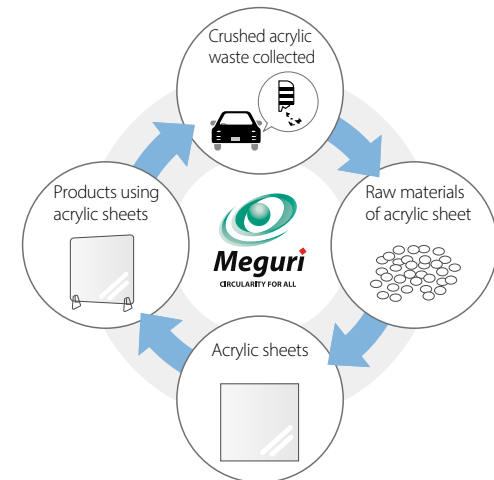 Crushed acrylic
waste collected
Products using
acrylic sheets
Raw materials
of acrylic sheet
Meguri
CIRCULARITY FOR ALL
Acrylic sheets